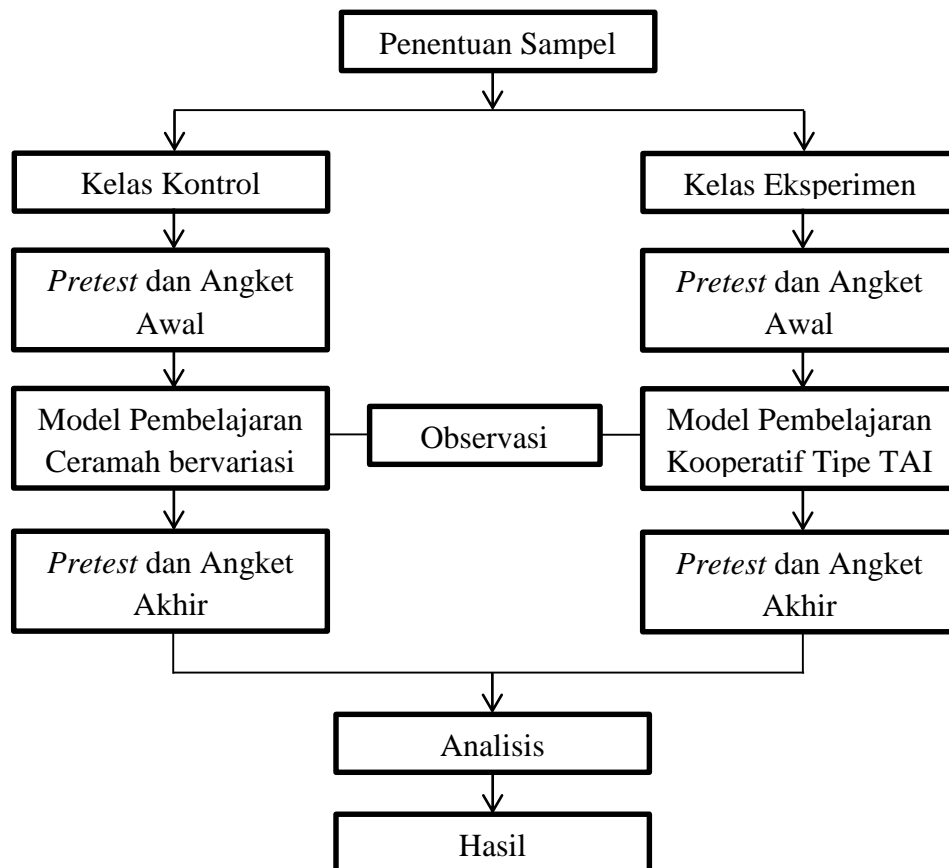 Penentuan Sampel
Kelas Kontrol
Kelas Eksperimen
Pretest dan Angket
Awal
Pretest dan Angket
Awal
Model Pembelajaran
Ceramah bervariasi
Observasi
Model Pembelajaran
Kooperatif Tipe TAI
Pretest dan Angket
Akhir
Pretest dan Angket
Akhir
Analisis
Hasil